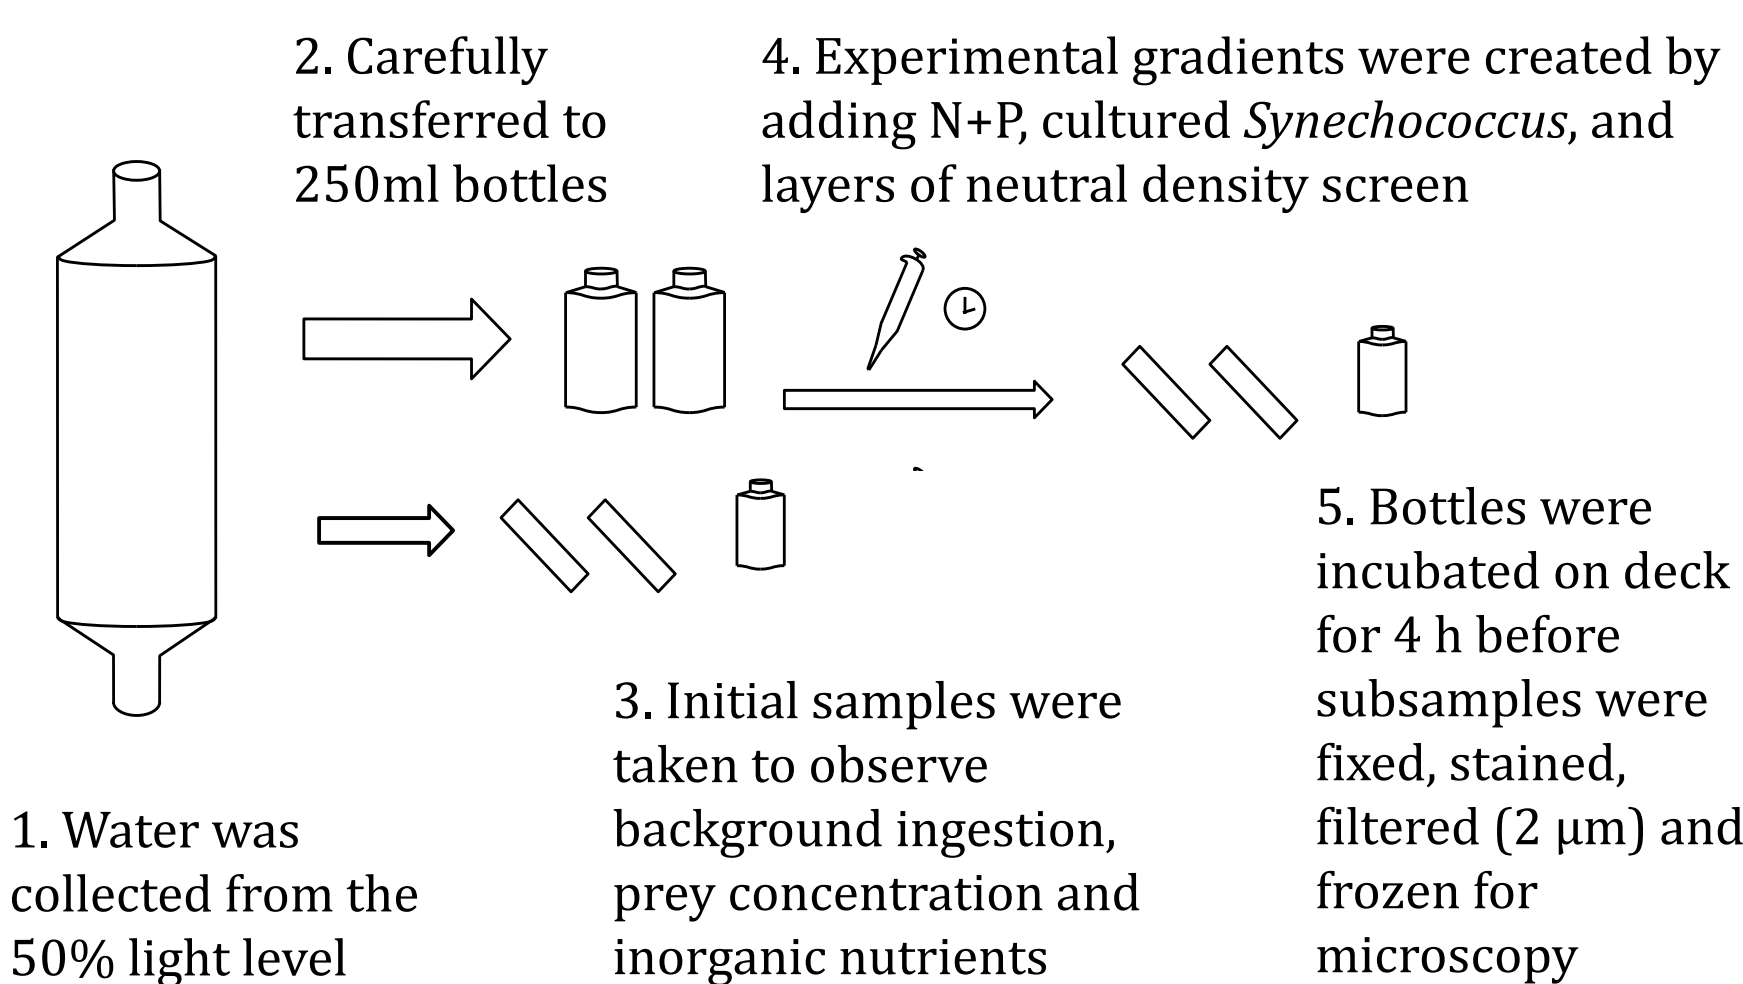 2. Carefully
transferred to
250ml bottles
4. Experimental gradients were created by
adding N+P, cultured Synechococcus, and
layers of neutral density screen
3. Initial samples were
taken to observe
background ingestion,
prey concentration and
inorganic nutrients
5. Bottles were
incubated on deck
for 4 h before
subsamples were
fixed, stained,
filtered (2 µm) and
frozen for
microscopy
1. Water was
collected from the
50% light level